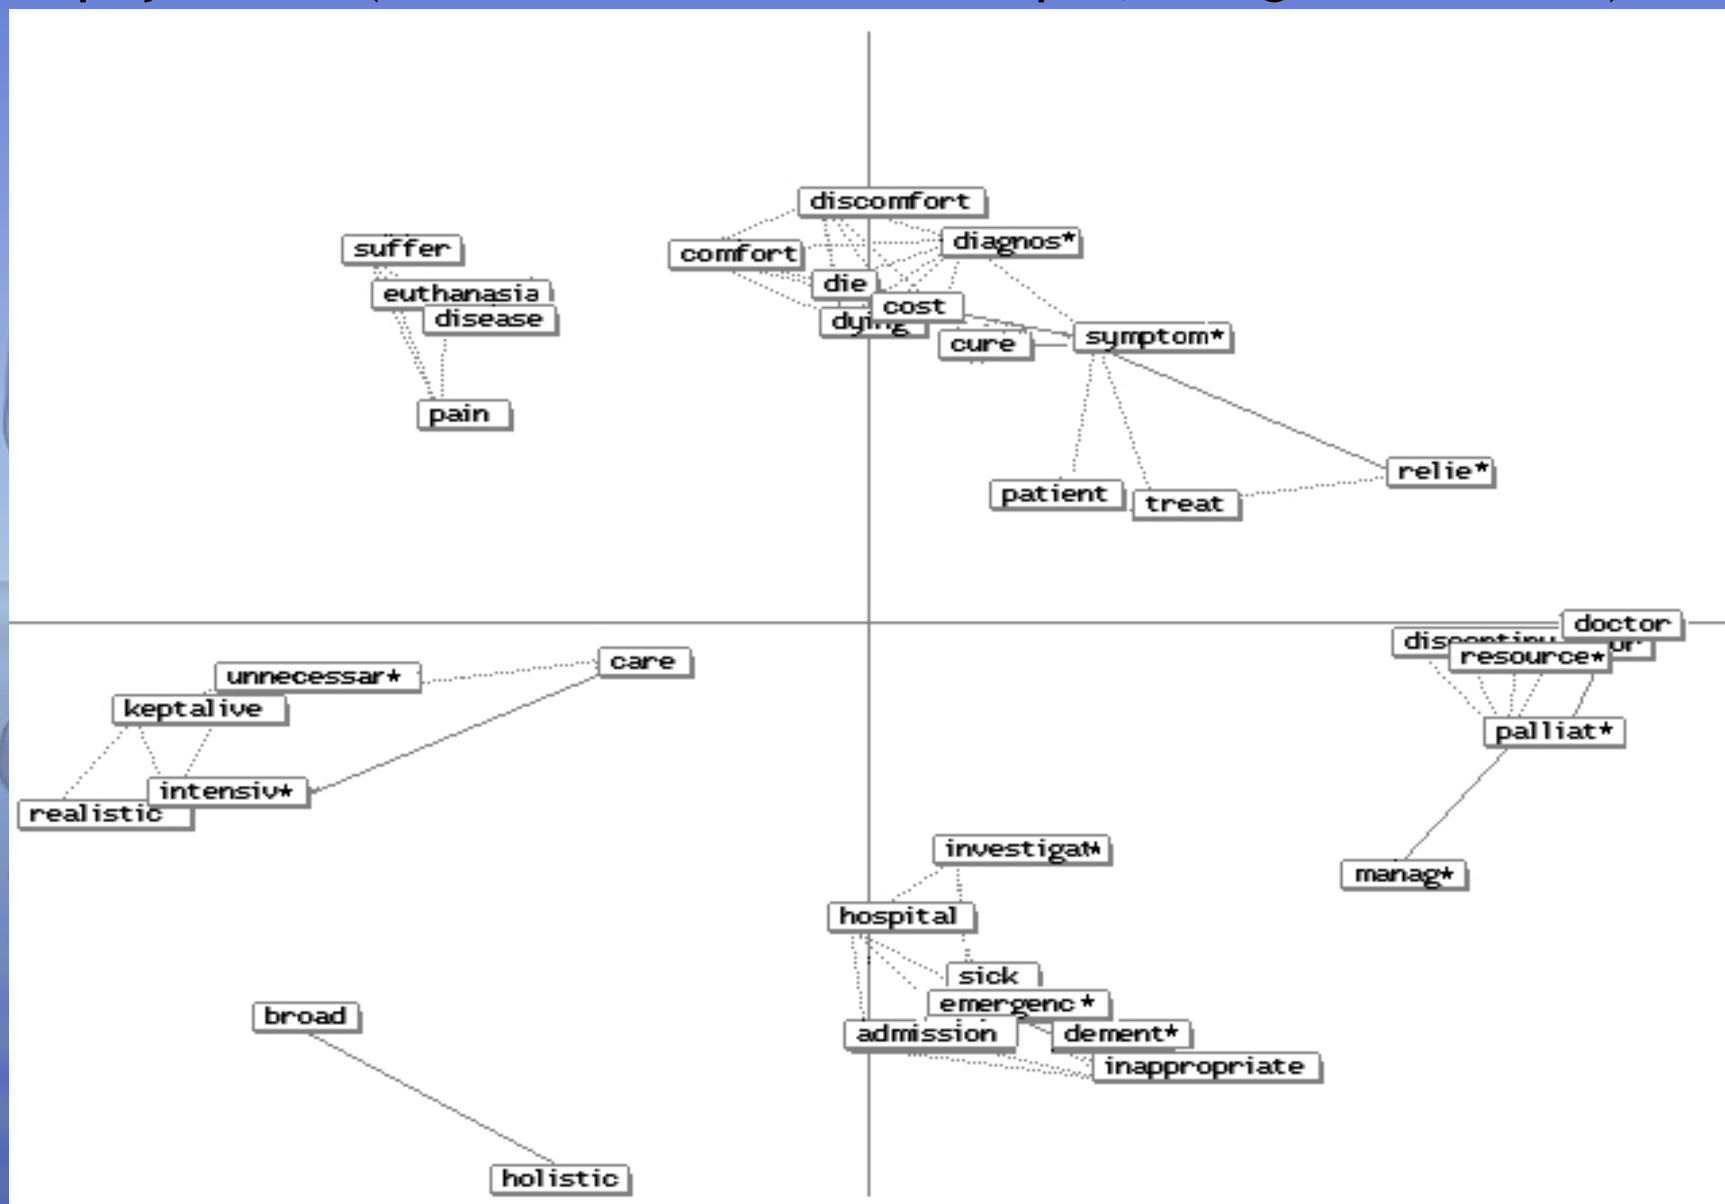 discomfort
suffer
comfort
diagnos*
die
euthanasia
cost
disease
dying
cure
symptom*
pain
relie*
patient
treat
doctor
resource*
care
unnecessar*
keptalive
palliat*
intensiv*
realistic
investigat*
manag*
hospital
sick
emergenc *
broad
admission
dement*
inappropriate
holistic